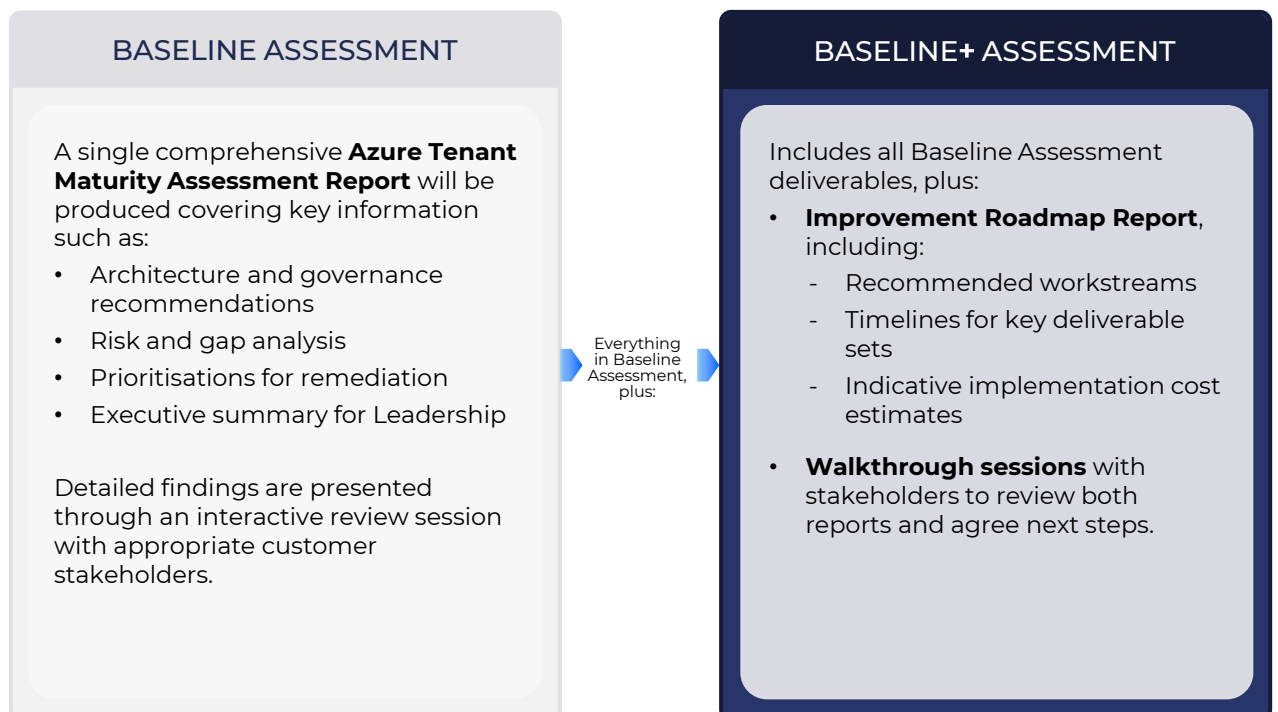 BASELINE ASSESSMENT
A single comprehensive Azure Tenant
Maturity Assessment Report will be
produced covering key information
such as:
• Architecture and governance
recommendations
• Risk and gap analysis
• Prioritisations for remediation
• Executive summary for Leadership
Detailed findings are presented
through an interactive review session
with appropriate customer
stakeholders.
Everything
in Baseline
Assessment,
plus:
BASELINE+ ASSESSMENT
Includes all Baseline Assessment
deliverables, plus:
• Improvement Roadmap Report,
including:
- Recommended workstreams
- Timelines for key deliverable
sets
- Indicative implementation cost
estimates
• Walkthrough sessions with
stakeholders to review both
reports and agree next steps.